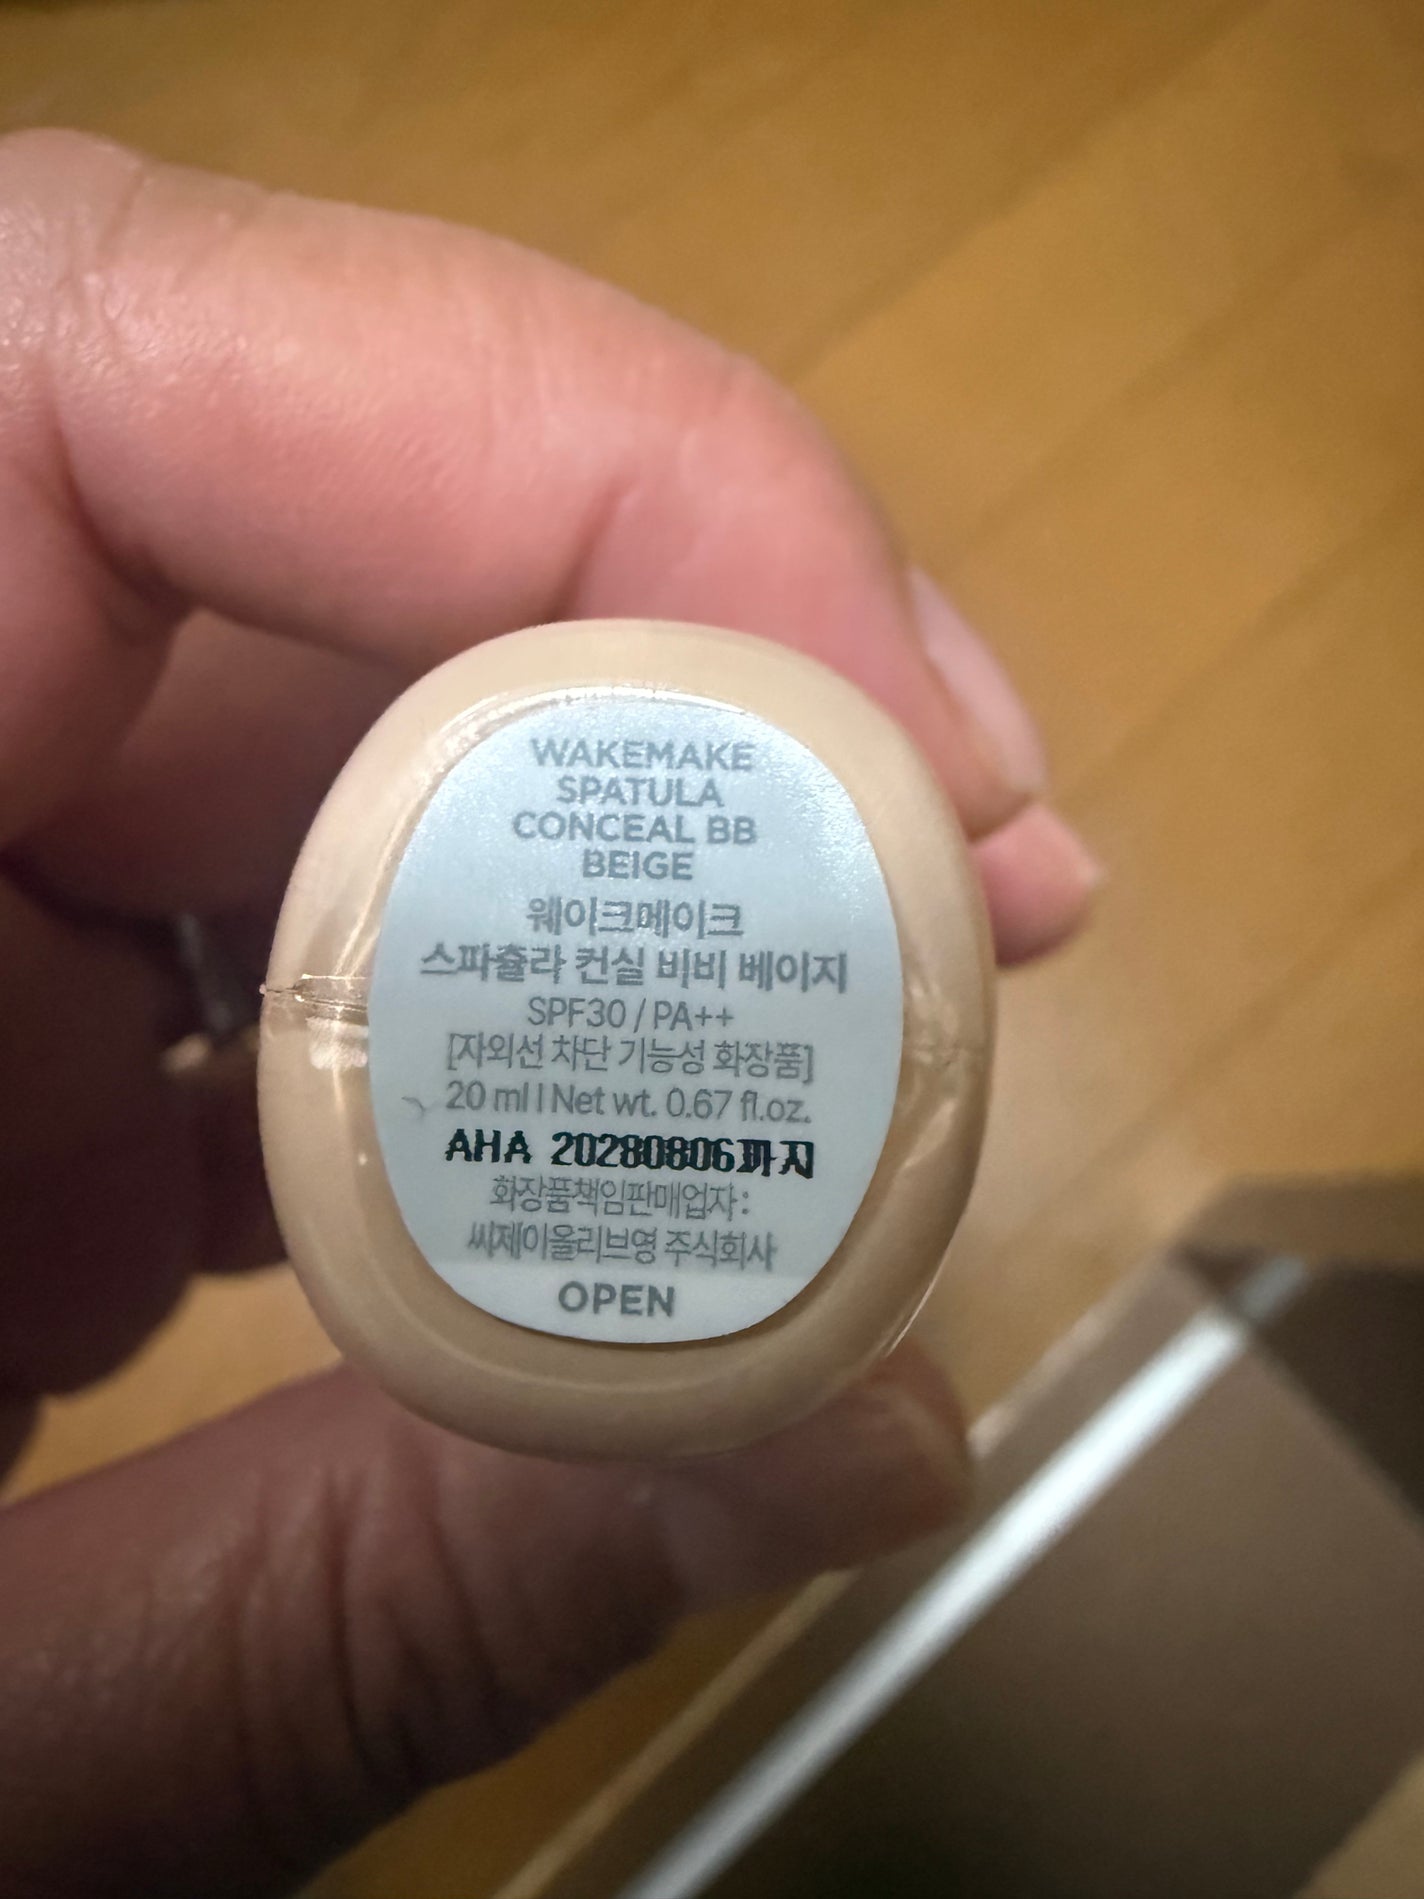 WAKEMAKE
SPATULA
CONCEAL BB
BEIGE
웨이크메이크
스파츌라 컨실 비비 베이지
SPF30 / PA++
[자외선 차단 기능성 화장품]
20 ml | Net wt. 0.67 fl.oz.
AHA 20280806까지
화장품책임판매업자:
씨제이올리브영 주식회사
OPEN